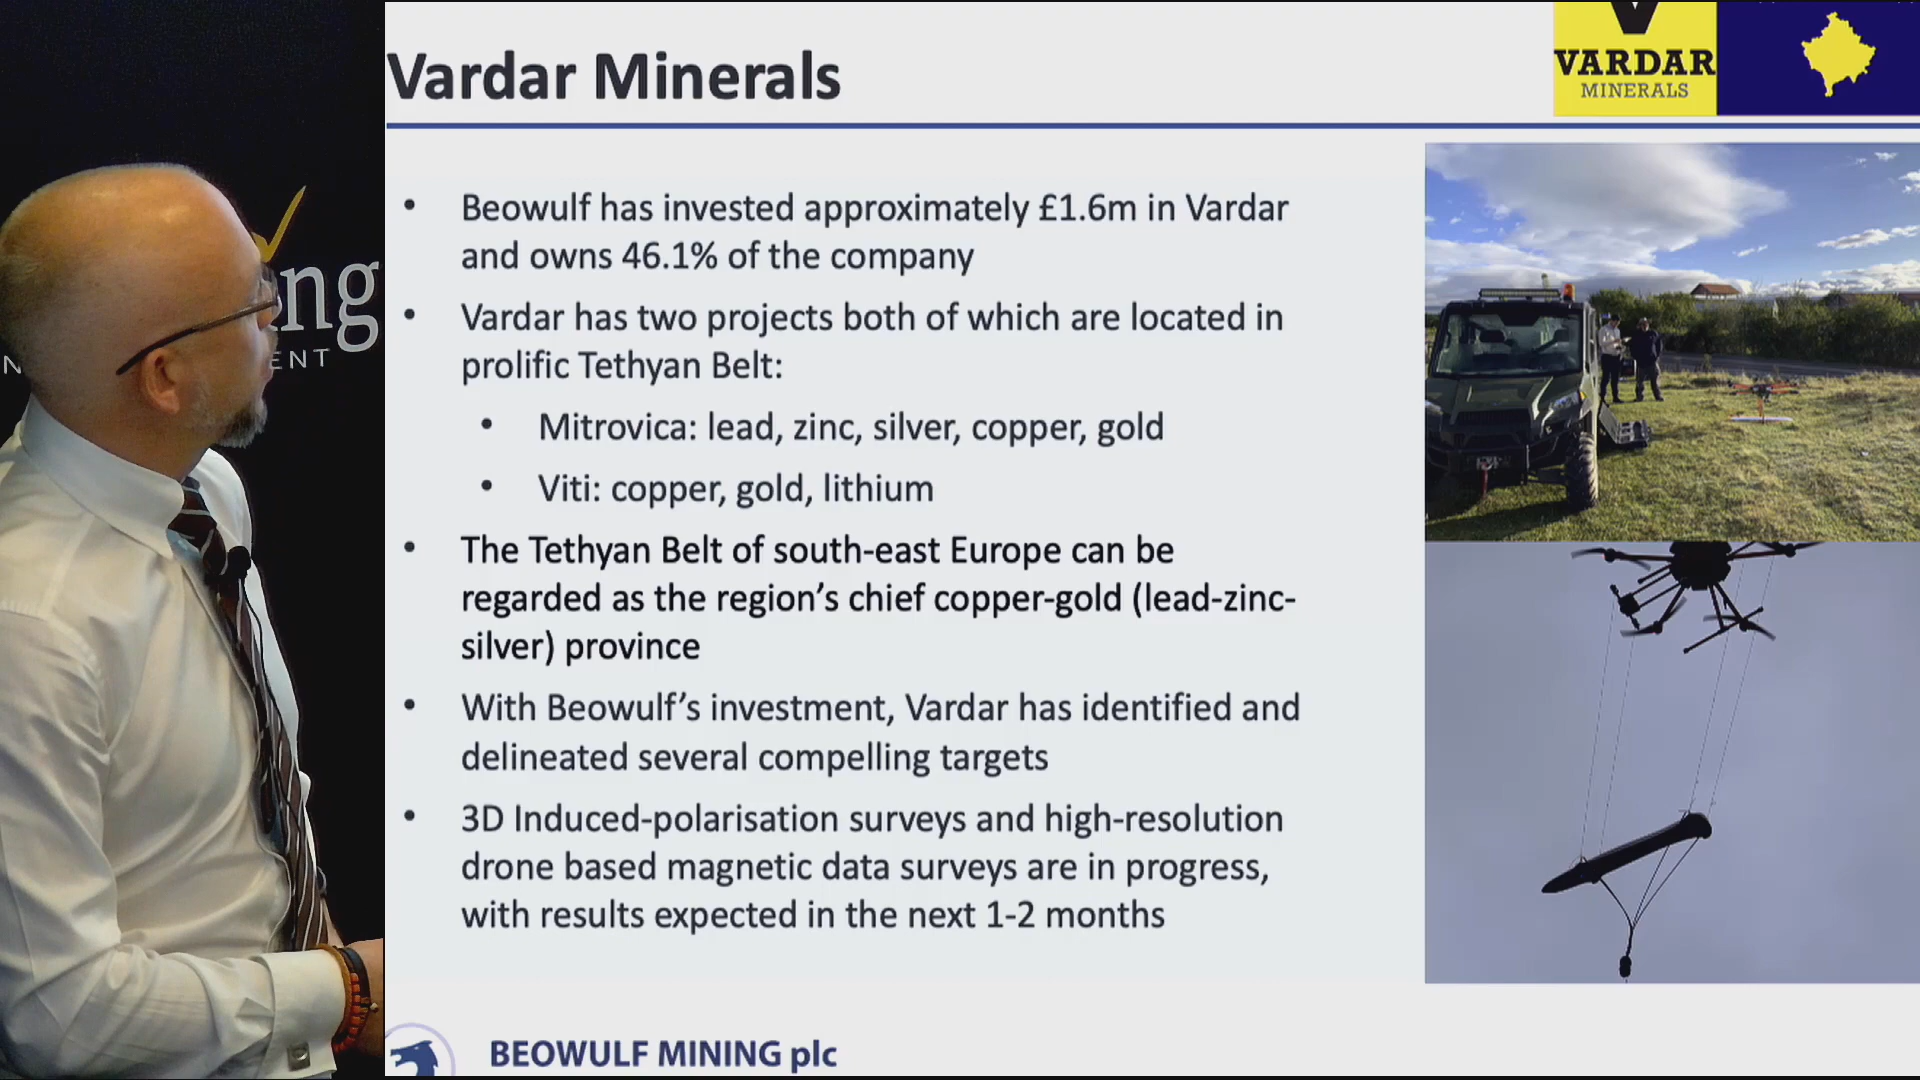 Vardar Minerals
VARDAR
MINERALS
• Beowulf has invested approximately £1.6m in Vardar
and owns 46.1% of the company
• Vardar has two projects both of which are located in
prolific Tethyan Belt:
• Mitrovica: lead, zinc, silver, copper, gold
• Viti: copper, gold, lithium
• The Tethyan Belt of south-east Europe can be
regarded as the region’s chief copper-gold (lead-zinc-
silver) province
• With Beowulf’s investment, Vardar has identified and
delineated several compelling targets
• 3D Induced-polarisation surveys and high-resolution
drone based magnetic data surveys are in progress,
with results expected in the next 1-2 months
BEOWULF MINING plc